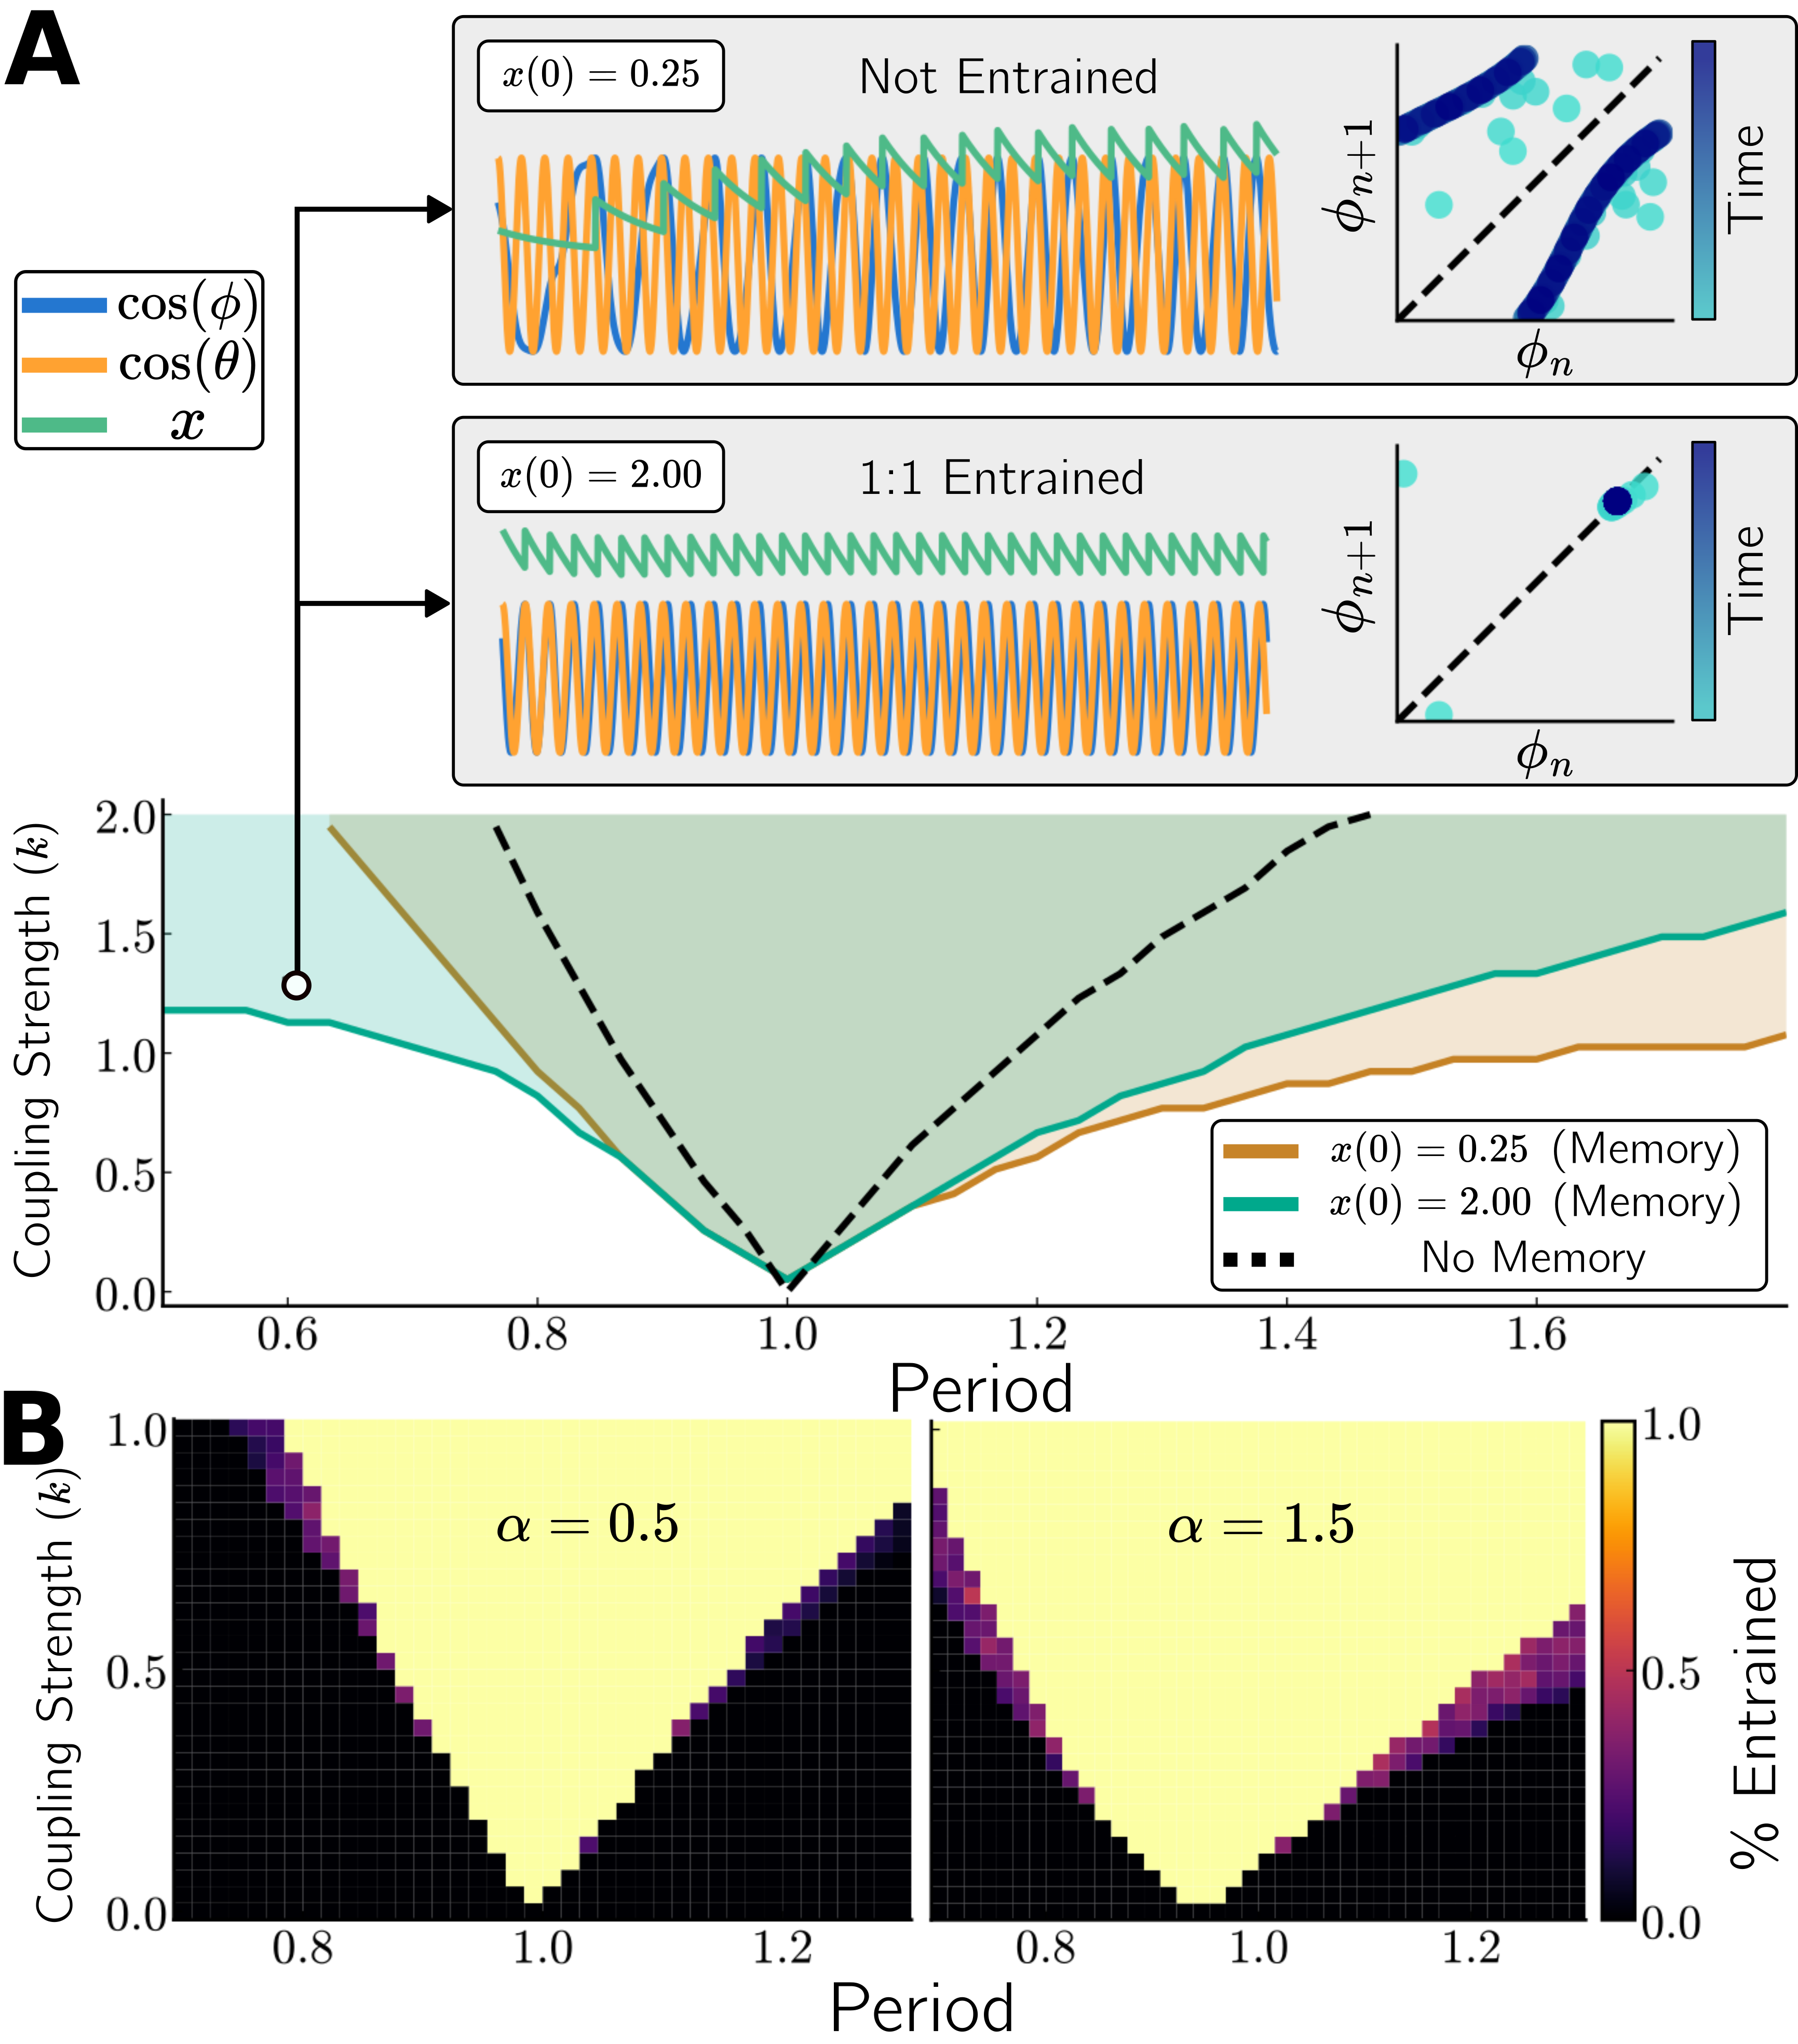 A
x(0) = 0.25
Not Entrained
ϕₙ₊₁
ϕₙ
Time
cos(ϕ)
cos(θ)
x
x(0) = 2.00
1:1 Entrained
ϕₙ₊₁
ϕₙ
Time
Coupling Strength (k)
2.0
1.5
1.0
0.5
0.0
x(0) = 0.25 (Memory)
x(0) = 2.00 (Memory)
No Memory
0.6 0.8 1.0 1.2 1.4 1.6
Period
B
Coupling Strength (k)
1.0
0.5
0.0
α = 0.5
α = 1.5
1.0
0.5
0.0
% Entrained
0.8 1.0 1.2
0.8 1.0 1.2
Period